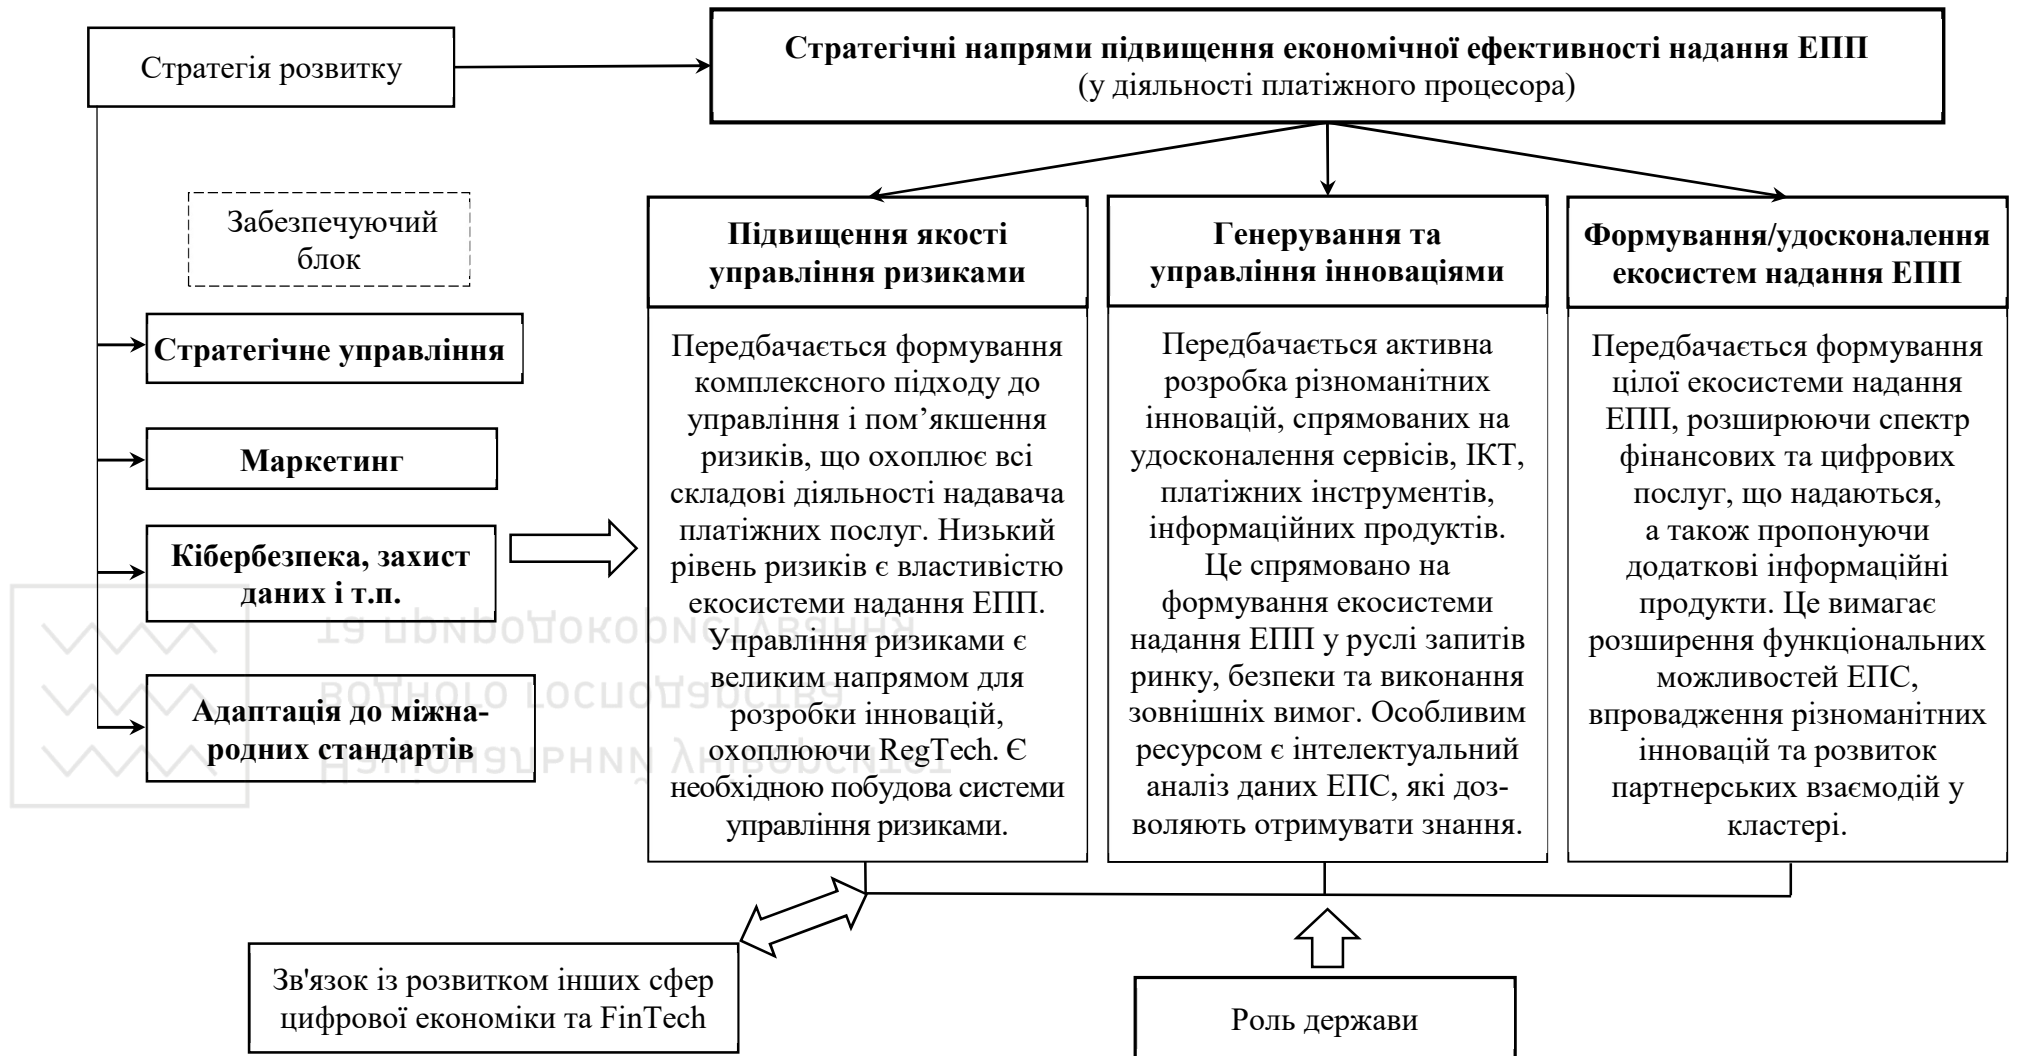 Стратегія розвитку
Стратегічні напрями підвищення економічної ефективності надання ЕПП
(у діяльності платіжного процесора)
Забезпечуючий
блок
Стратегічне управління
Маркетинг
Кібербезпека, захист
даних і т.п.
Адаптація до міжна-
родних стандартів
Підвищення якості
управління ризиками
Передбачається формування
комплексного підходу до
управління і пом’якшення
ризиків, що охоплює всі
складові діяльності надавача
платіжних послуг. Низький
рівень ризиків є властивістю
екосистеми надання ЕПП.
Управління ризиками є
великим напрямом для
розробки інновацій,
охоплюючи RegTech. Є
необхідною побудова системи
управління ризиками.
Генерування та
управління інноваціями
Передбачається активна
розробка різноманітних
інновацій, спрямованих на
удосконалення сервісів, ІКТ,
платіжних інструментів,
інформаційних продуктів.
Це спрямовано на
формування екосистеми
надання ЕПП у руслі запитів
ринку, безпеки та виконання
зовнішніх вимог. Особливим
ресурсом є інтелектуальний
аналіз даних ЕПС, які доз-
воляють отримувати знання.
Формування/удосконалення
екосистем надання ЕПП
Передбачається формування
цілої екосистеми надання
ЕПП, розширюючи спектр
фінансових та цифрових
послуг, що надаються,
а також пропонуючи
додаткові інформаційні
продукти. Це вимагає
розширення функціональних
можливостей ЕПС,
впровадження різноманітних
інновацій та розвиток
партнерських взаємодій у
кластері.
Зв'язок із розвитком інших сфер
цифрової економіки та FinTech
Роль держави
Національний університет
водного господарства
та природокористування